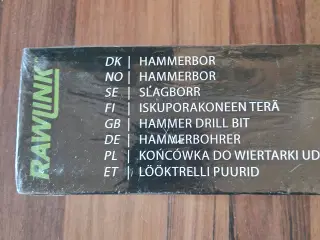 RAWLINK
DK | HAMMERBOR
NO | HAMMERBOR
SE | SLAGBORR
FI | ISKUPORAKONEEN TERÄ
GB | HAMMER DRILL BIT
DE | HAMMERBOHRER
PL | KOŃCÓWKA DO WIERTARKI UD
ET | LÖÖKTRELLI PUURID